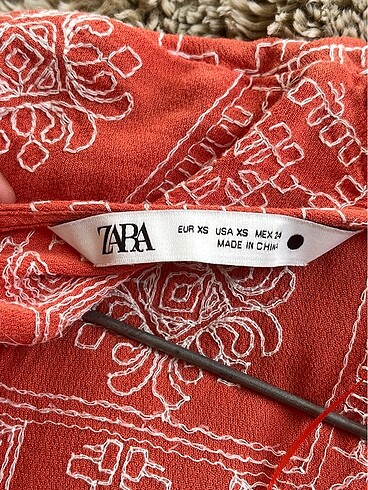 ZARA
EUR XS USA XS MEX 24
MADE IN CHINA